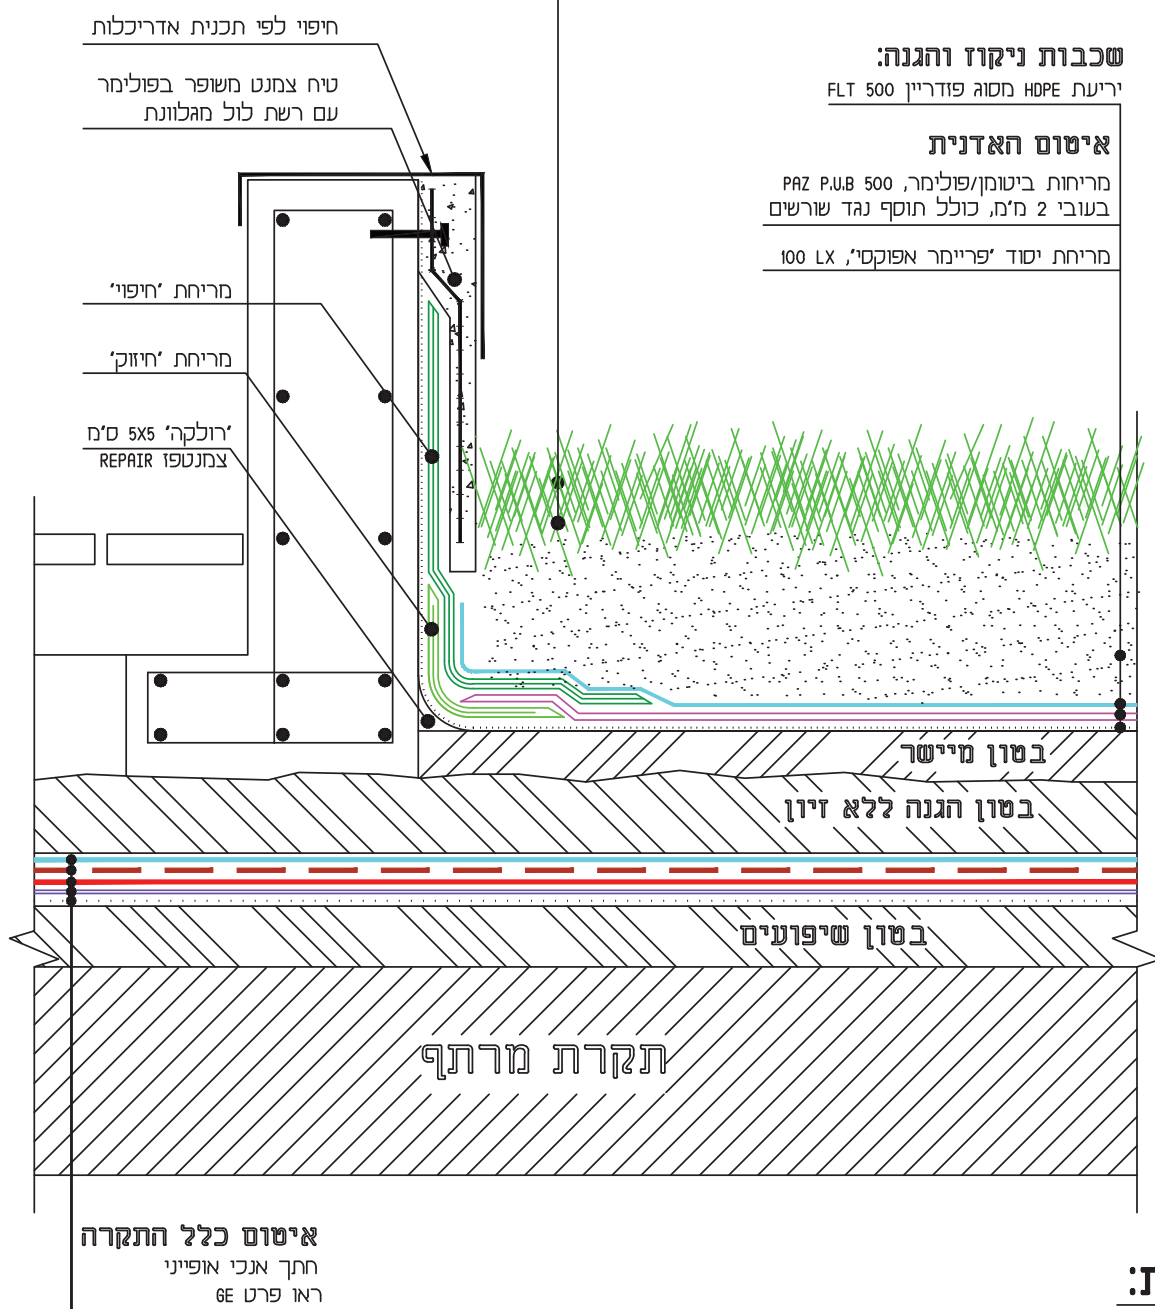 חיפוי לפי תכנית אדריכלות
טיח צמנט משופר בפולימר
עם רשת לול מגלוונת
שכבות ניקוז והגנה:
יריעת HDPE מסוג פזדריין FLT 500
איטום האדנית
מריחות ביטומן/פולימר, PAZ P.U.B 500
בעובי 2 מ"מ, כולל תוסף נגד שורשים
מריחת יסוד "פריימר אפוקסי", 100 LX
מריחת "חיפוי"
מריחת "חיזוק"
"רולקה" 5X5 ס"מ
צמנטפז REPAIR
בטון מיישר
בטון הגנה ללא זיון
בטון שיפועים
תקרת מרתף
איטום כלל התקרה
חתך אנכי אופייני
ראו פרט GE